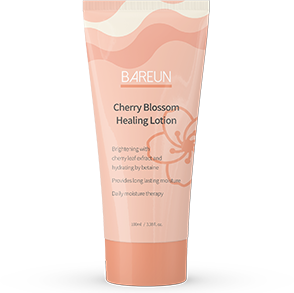 BAREUN
Cherry Blossom
Healing Lotion
Brightening with
cherry leaf extract and
hydrating by betaine
Provides long lasting moisture
Daily moisture therapy